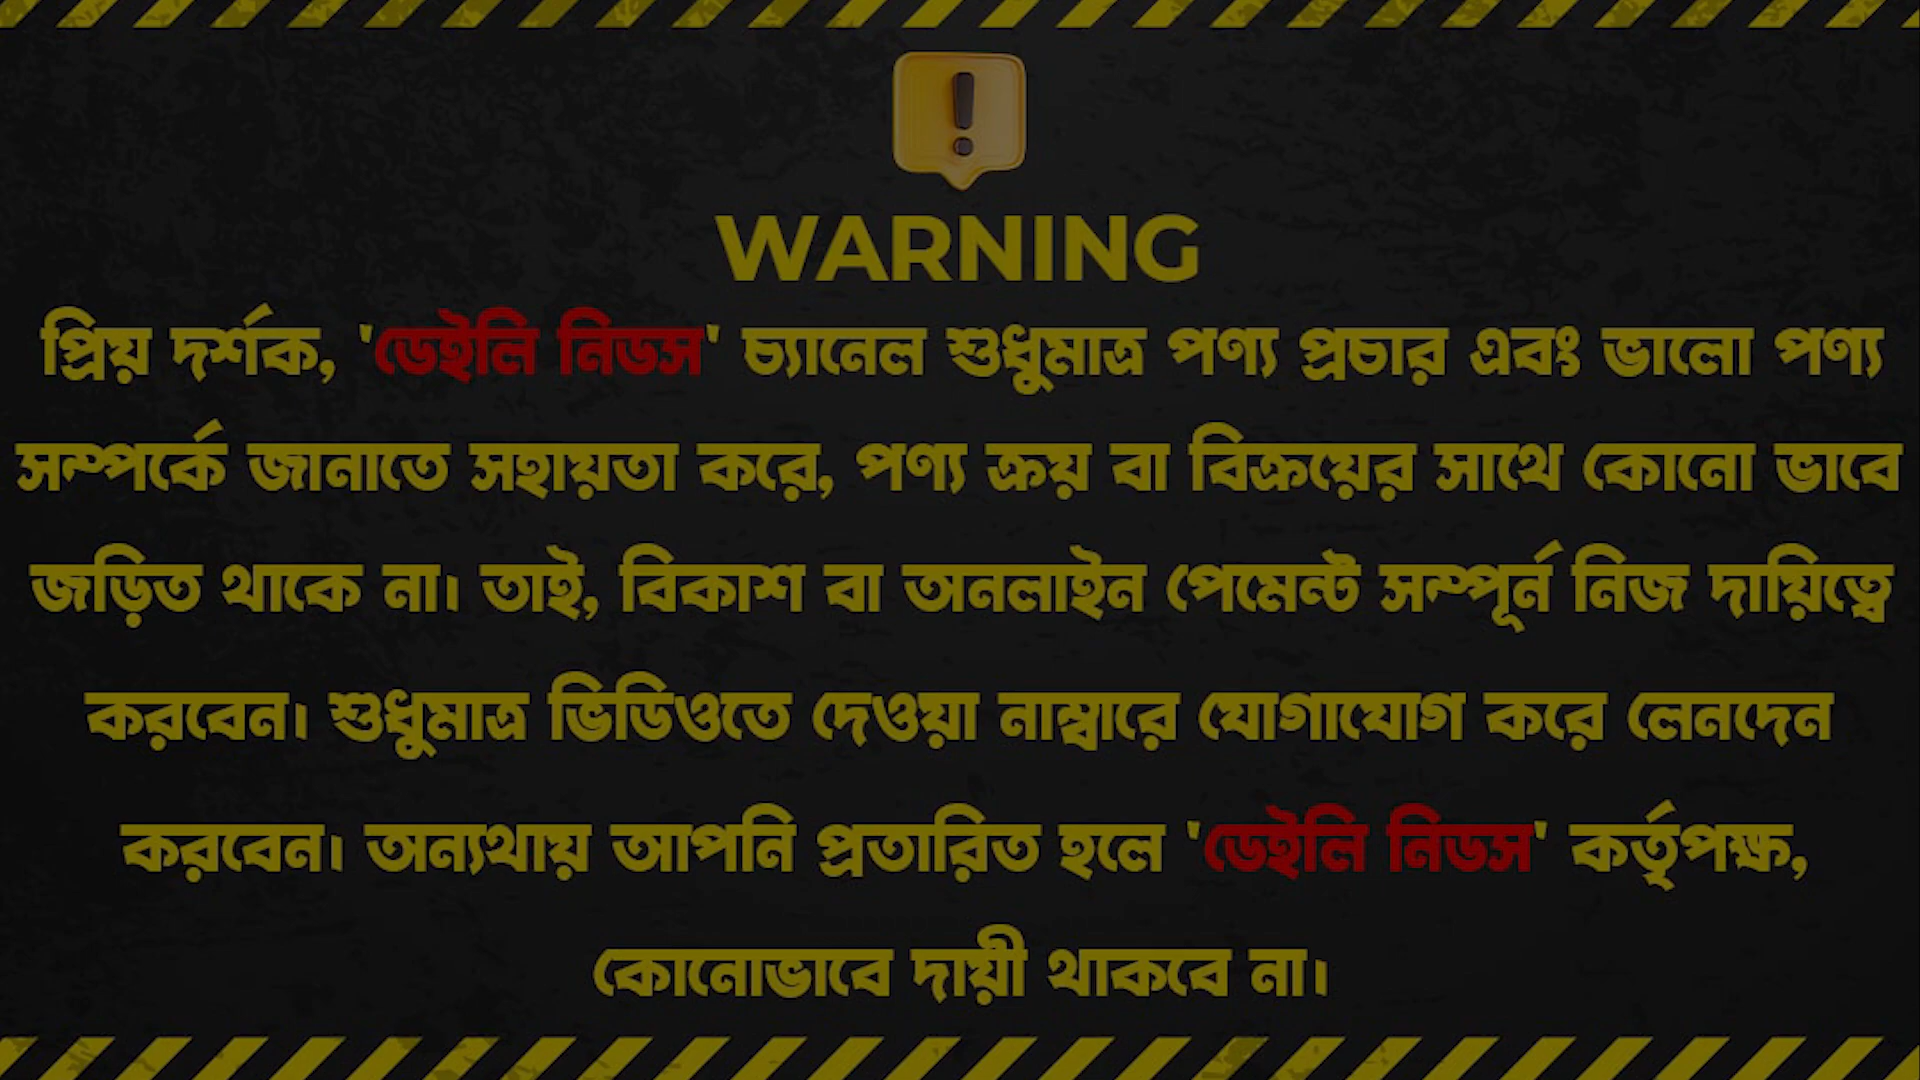 WARNING
প্রিয় দর্শক, 'ডেইলি নিডস' চ্যানেল শুধুমাত্র পণ্য প্রচার এবং ভালো পণ্য
সম্পর্কে জানাতে সহায়তা করে, পণ্য ক্রয় বা বিক্রয়ের সাথে কোনো ভাবে
জড়িত থাকে না। তাই, বিকাশ বা অনলাইন পেমেন্ট সম্পূর্ন নিজ দায়িত্বে
করবেন। শুধুমাত্র ভিডিওতে দেওয়া নাম্বারে যোগাযোগ করে লেনদেন
করবেন। অন্যথায় আপনি প্রতারিত হলে 'ডেইলি নিডস' কর্তৃপক্ষ,
কোনোভাবে দায়ী থাকবে না।